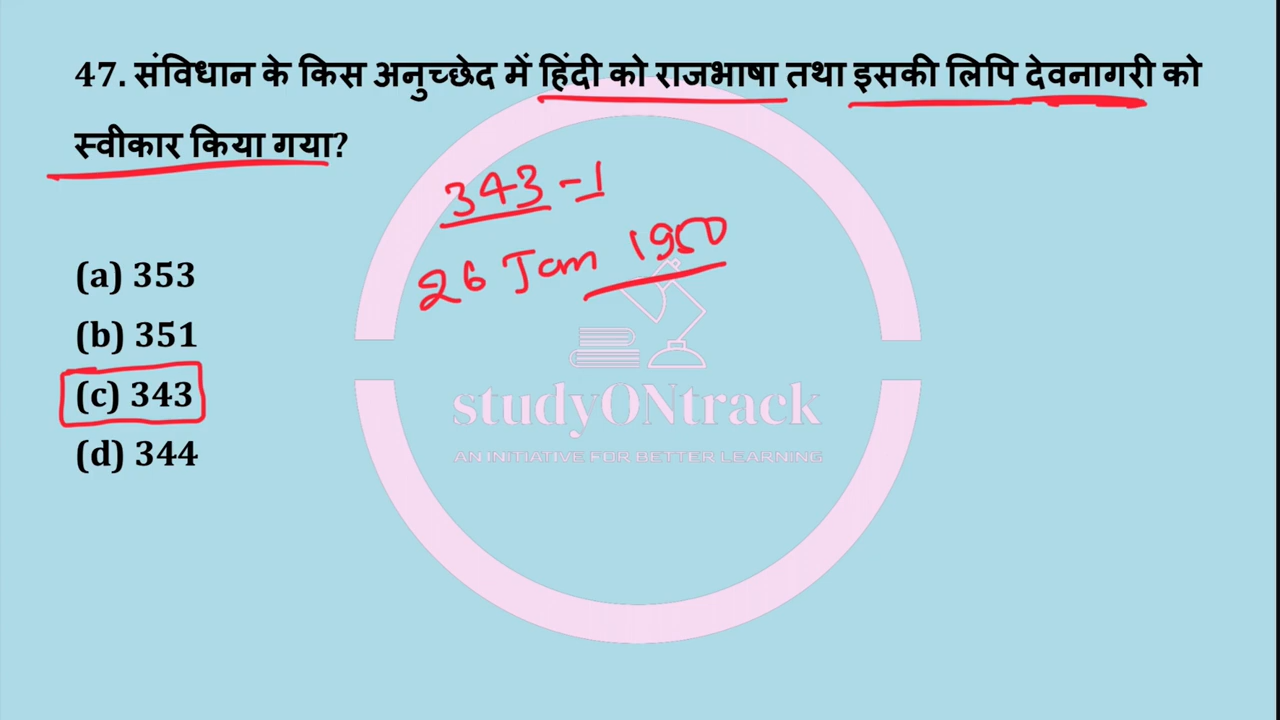 47. संविधान के किस अनुच्छेद में हिंदी को राजभाषा तथा इसकी लिपि देवनागरी को
स्वीकार किया गया?
343 - 1
26 Jan 1950
(a) 353
(b) 351
(c) 343
(d) 344
studyONtrack
AN INITIATIVE FOR BETTER LEARNING